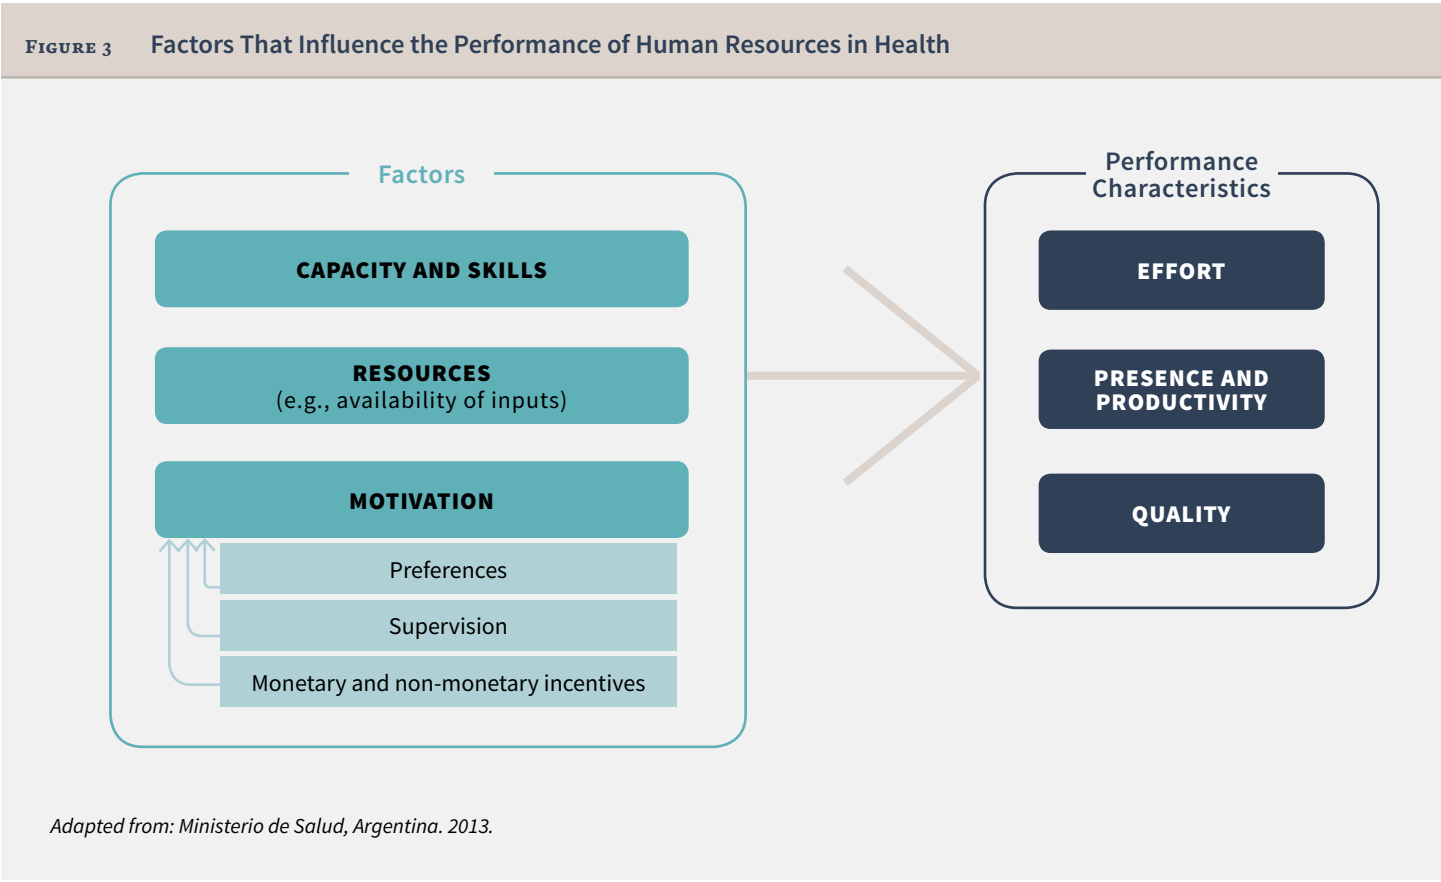 Figure 3 Factors That Influence the Performance of Human Resources in Health
Factors
CAPACITY AND SKILLS
RESOURCES
(e.g., availability of inputs)
MOTIVATION
Preferences
Supervision
Monetary and non-monetary incentives
Performance
Characteristics
EFFORT
PRESENCE AND
PRODUCTIVITY
QUALITY
Adapted from: Ministerio de Salud, Argentina. 2013.